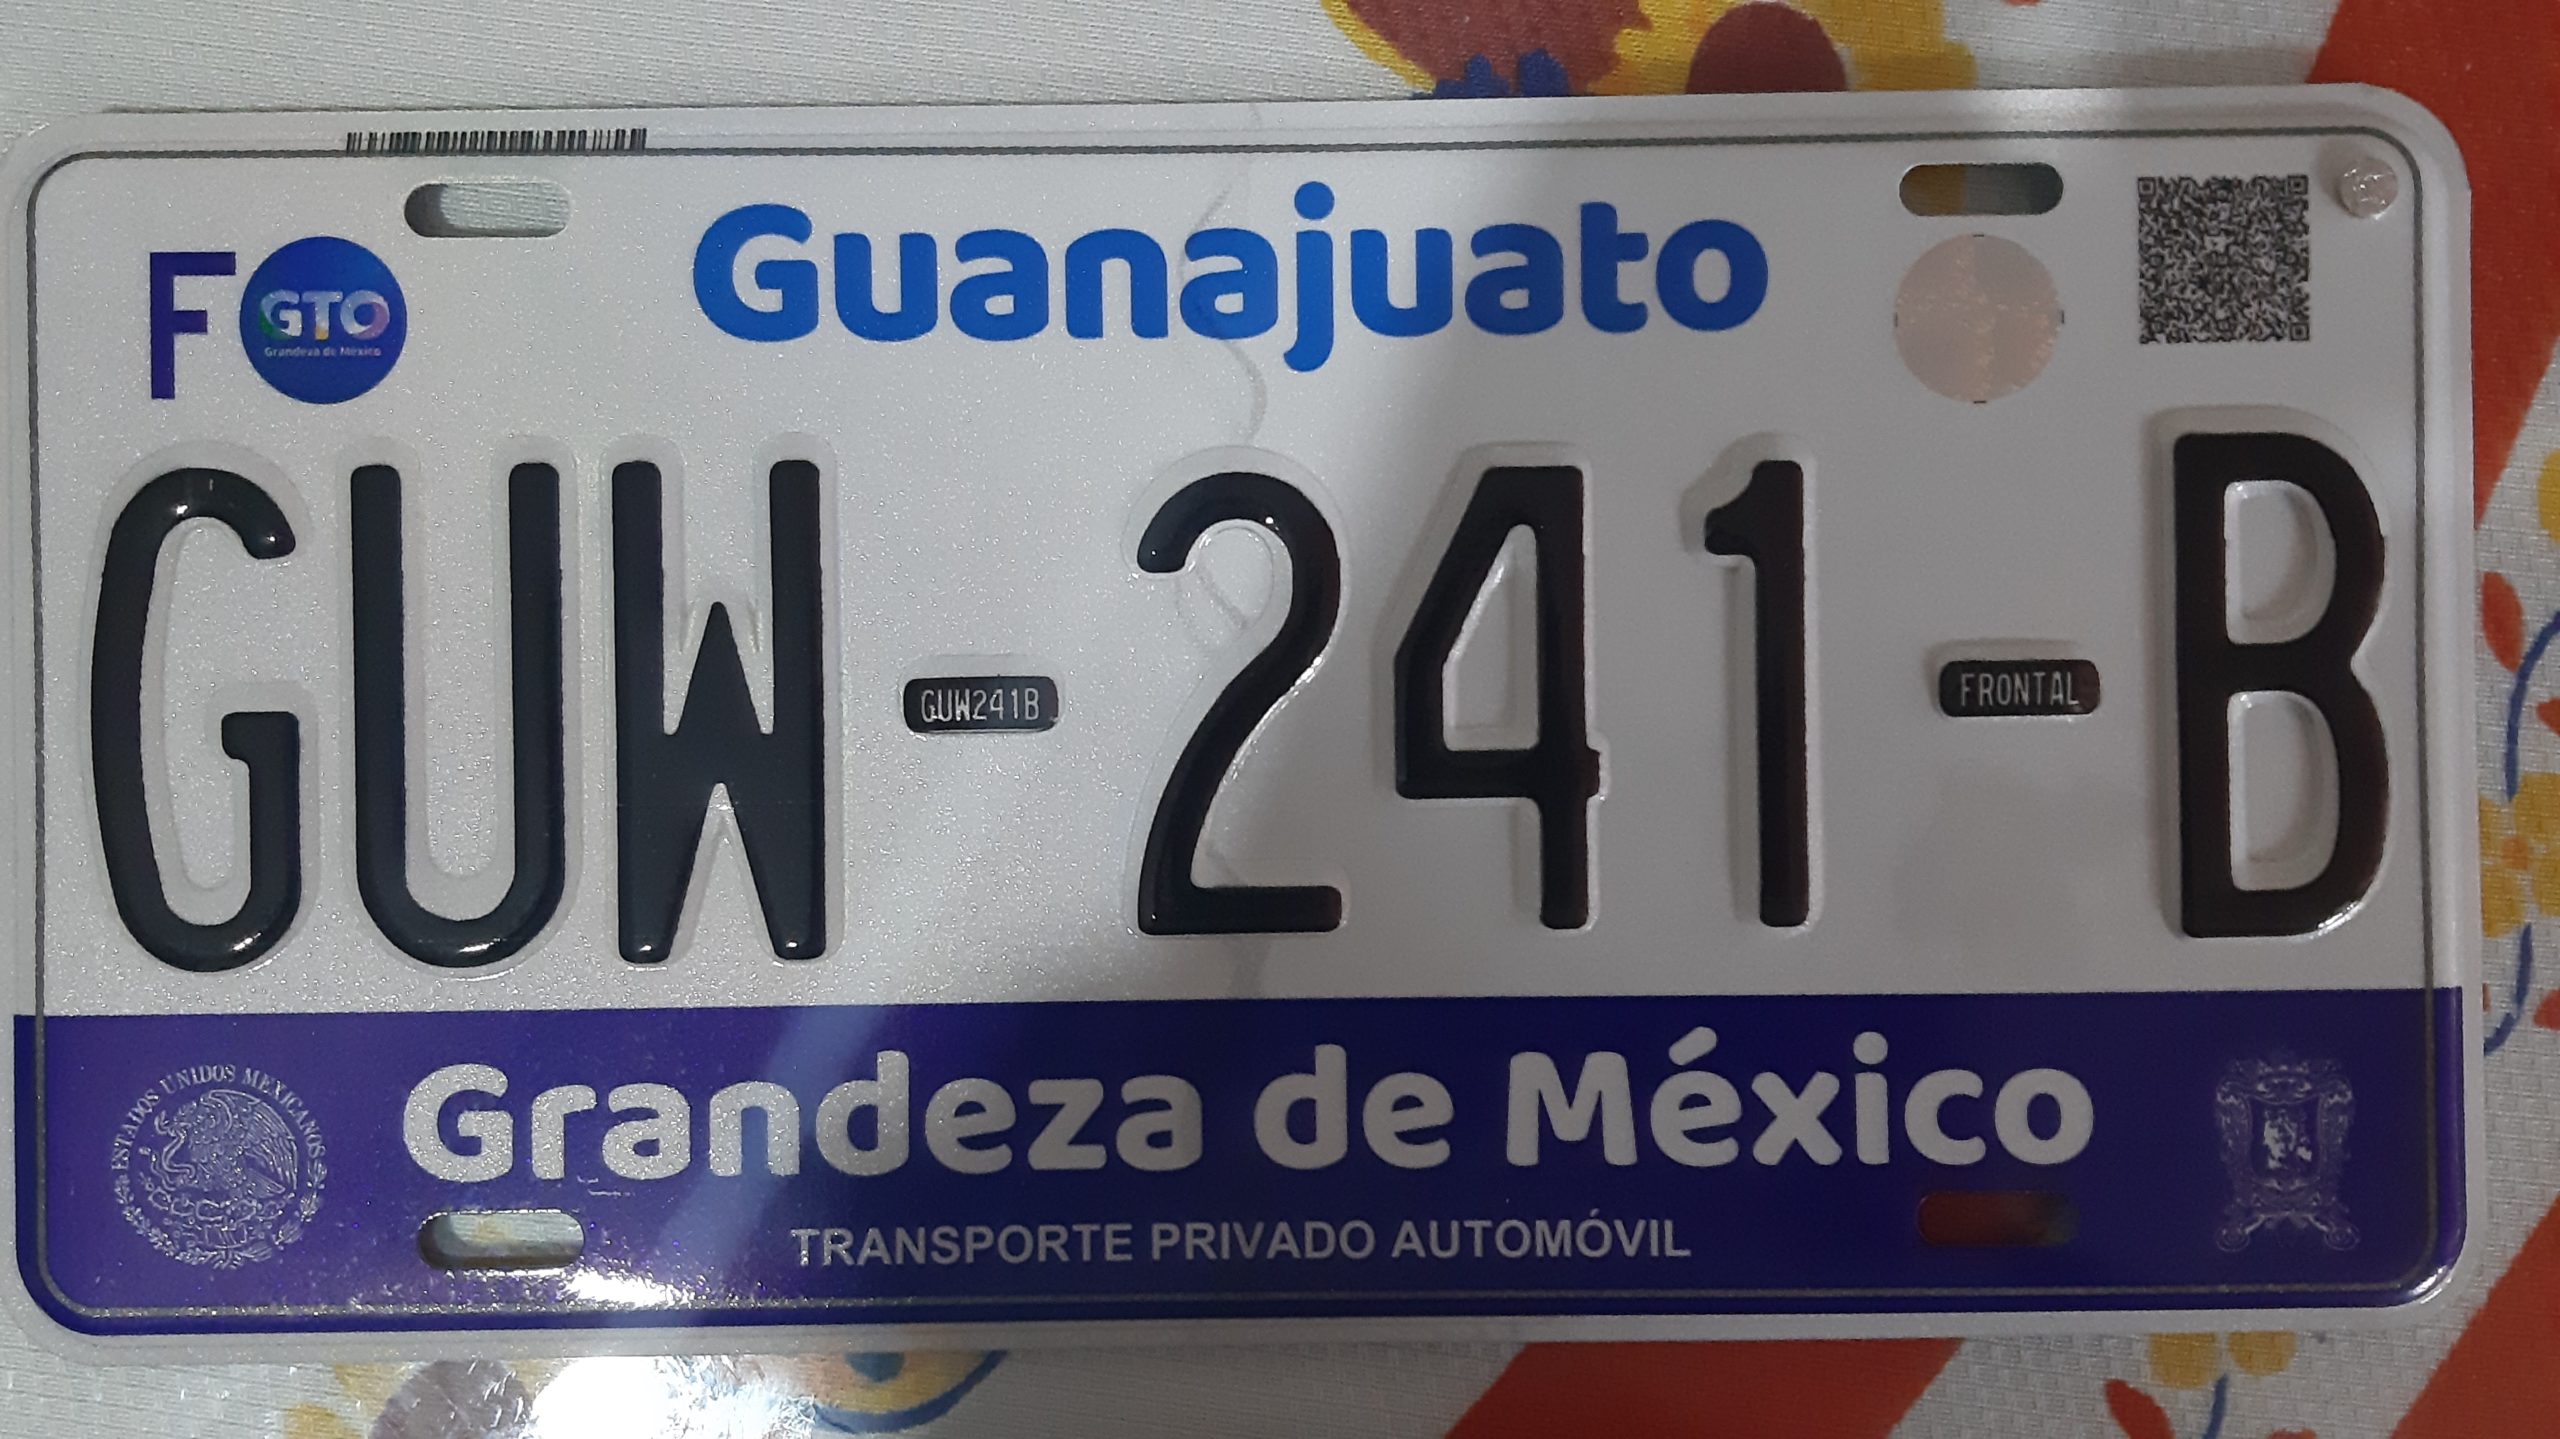 Guanajuato
F
GTO
Grandeza de México
GUW-241-B
GUW241B
FRONTAL
Grandeza de México
ESTADOS UNIDOS MEXICANOS
TRANSPORTE PRIVADO AUTOMÓVIL